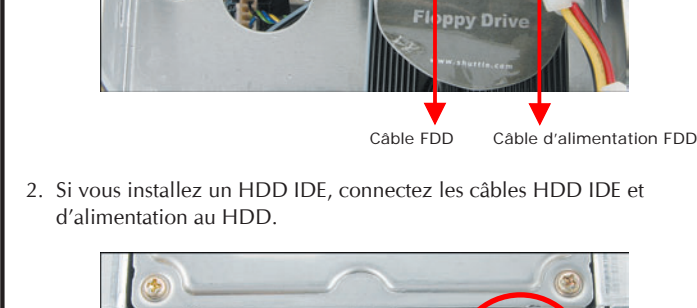 Floppy Drive
www.shuttle.com
Câble FDD
Câble d'alimentation FDD
2. Si vous installez un HDD IDE, connectez les câbles HDD IDE et
d'alimentation au HDD.